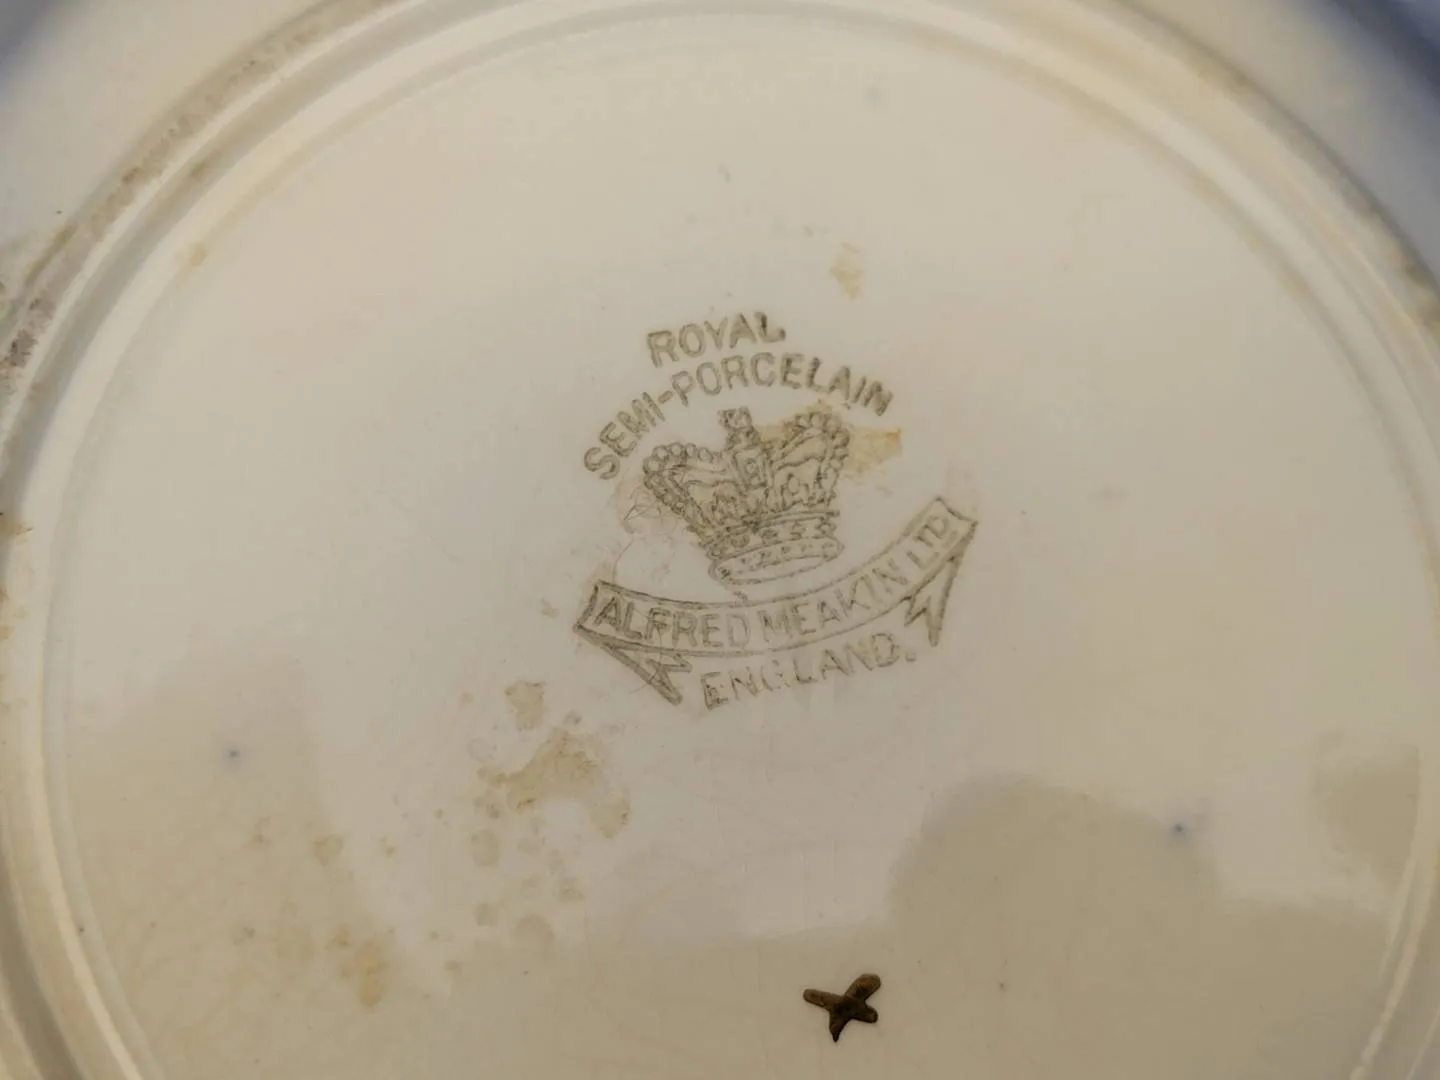 ROYAL
SEMI-PORCELAIN
ALFRED MEAKIN LTD
ENGLAND.